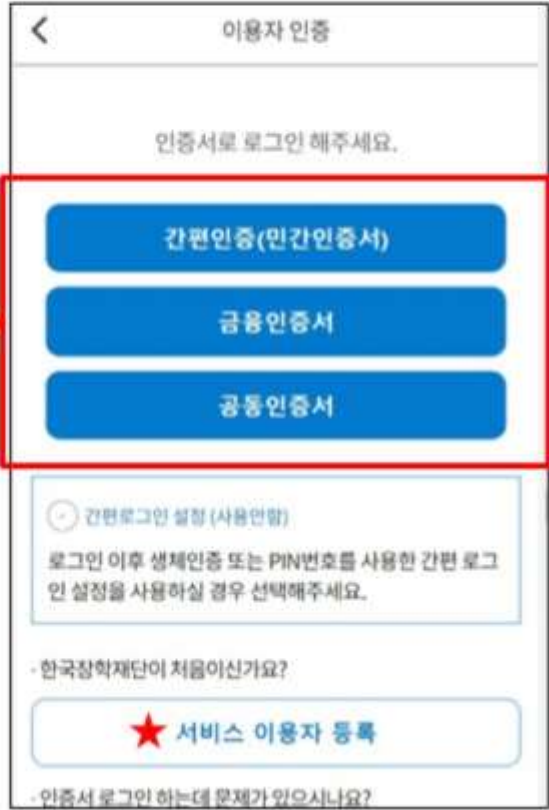 이용자 인증
인증서로 로그인 해주세요.
간편인증(민간인증서)
금융인증서
공동인증서
간편로그인 설정 (사용안함)
로그인 이후 생체인증 또는 PIN번호를 사용한 간편 로그
인 설정을 사용하실 경우 선택해주세요.
· 한국장학재단이 처음이신가요?
서비스 이용자 등록
· 인증서 로그인 하는데 문제가 있으시나요?